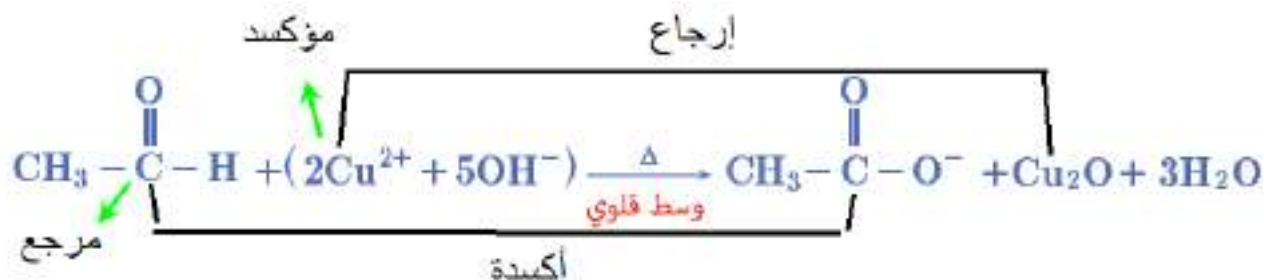 مؤكسد إرجاع
O O
CH₃ – C – H + (2Cu²⁺ + 5OH⁻) Δ CH₃ – C – O⁻ + Cu₂O + 3H₂O
وسط قلوي
مرجع
أكسدة